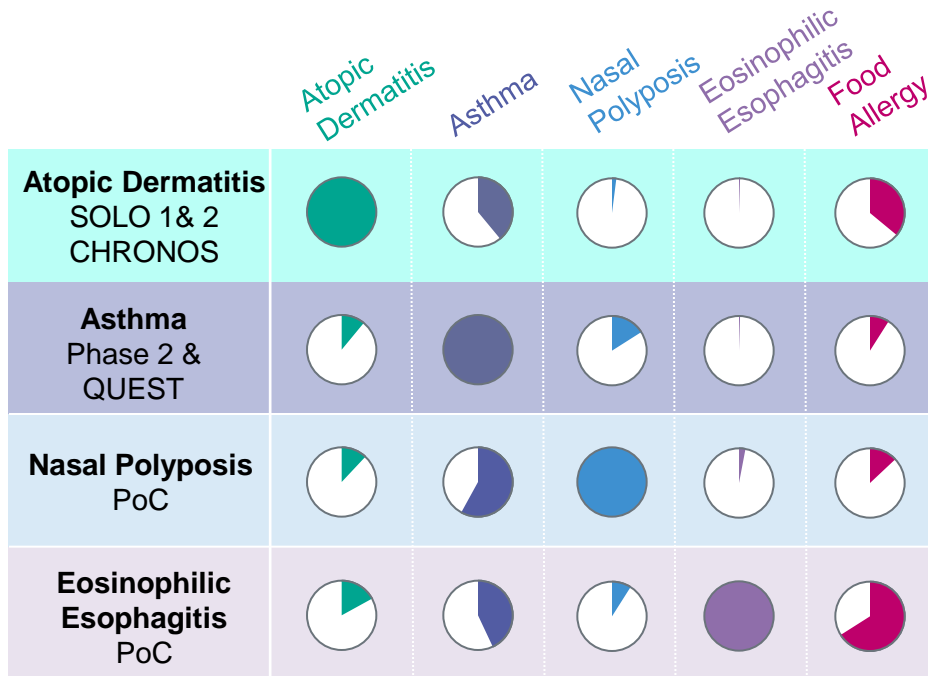 Atopic
Dermatitis
Asthma
Nasal
Polyposis
Eosinophilic
Esophagitis
Food
Allergy
Atopic Dermatitis
SOLO 1& 2
CHRONOS
Asthma
Phase 2 &
QUEST
Nasal Polyposis
PoC
Eosinophilic
Esophagitis
PoC